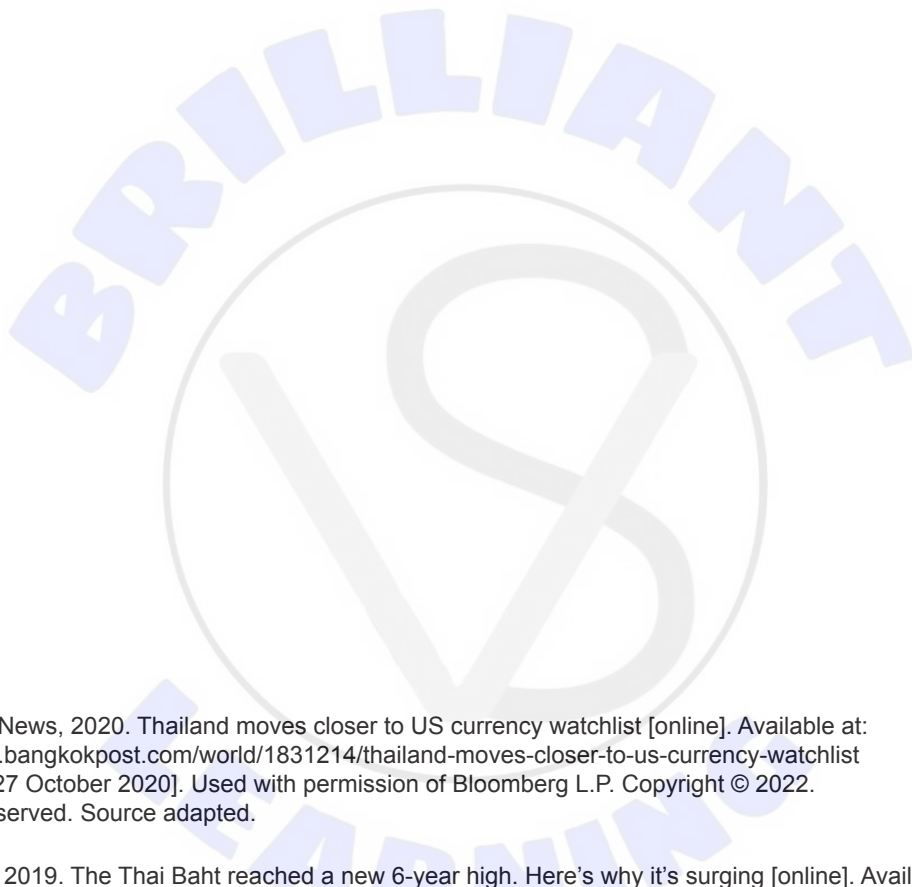 BRILLIANT
VS
News, 2020. Thailand moves closer to US currency watchlist [online]. Available at:
.bangkokpost.com/world/1831214/thailand-moves-closer-to-us-currency-watchlist
27 October 2020]. Used with permission of Bloomberg L.P. Copyright © 2022.
served. Source adapted.
2019. The Thai Baht reached a new 6-year high. Here’s why it’s surging [online]. Avail
LEARNING